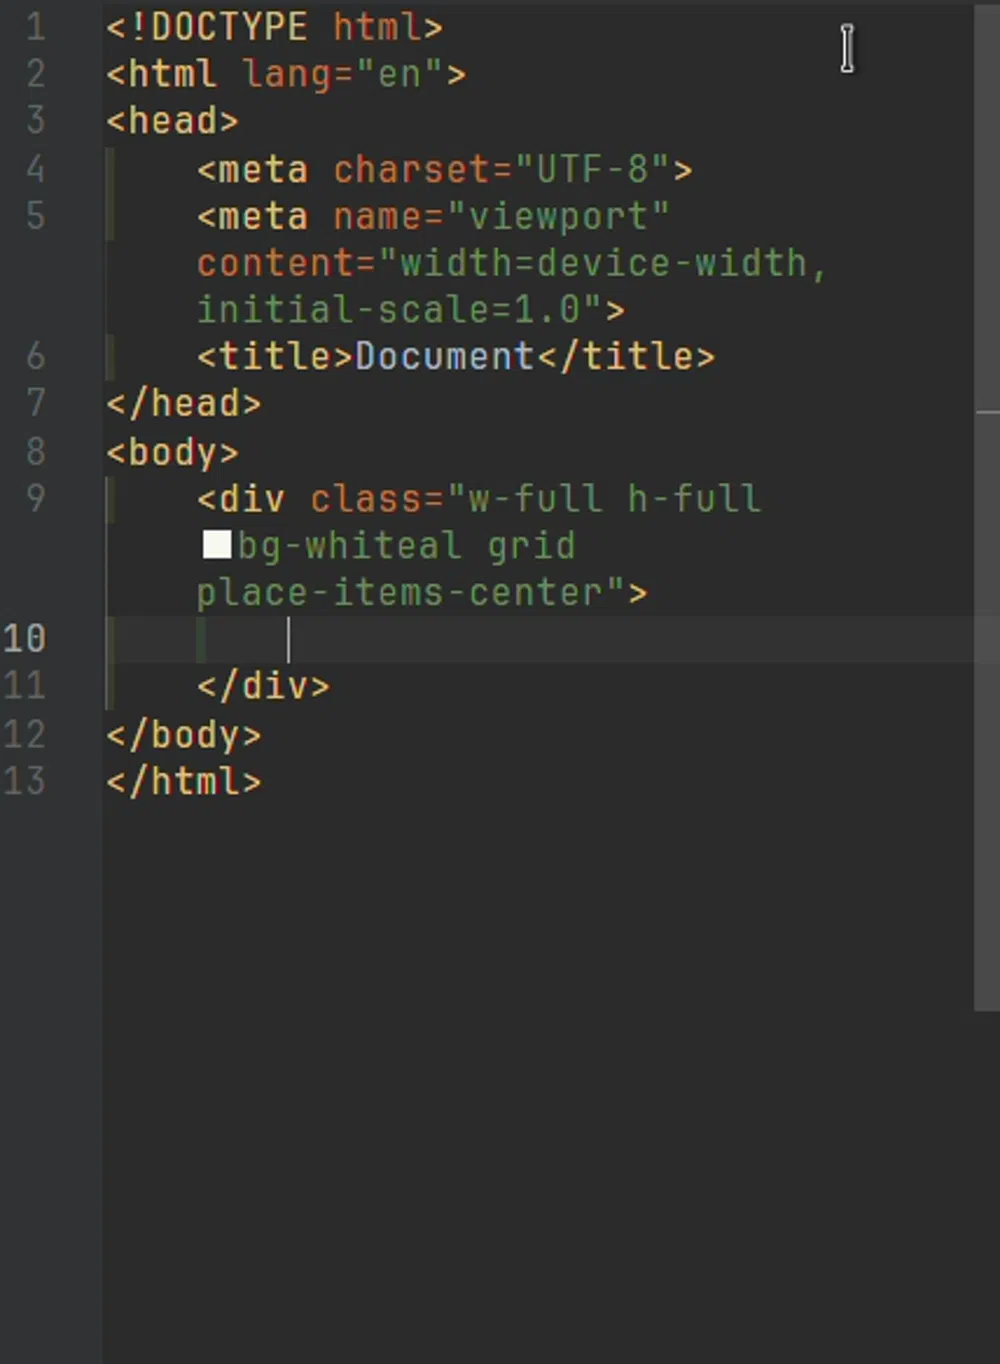 1 <!DOCTYPE html>
2 <html lang="en">
3 <head>
4 <meta charset="UTF-8">
5 <meta name="viewport"
content="width=device-width,
initial-scale=1.0">
6 <title>Document</title>
7 </head>
8 <body>
9 <div class="w-full h-full
bg-whiteal grid
place-items-center">
10
11 </div>
12 </body>
13 </html>